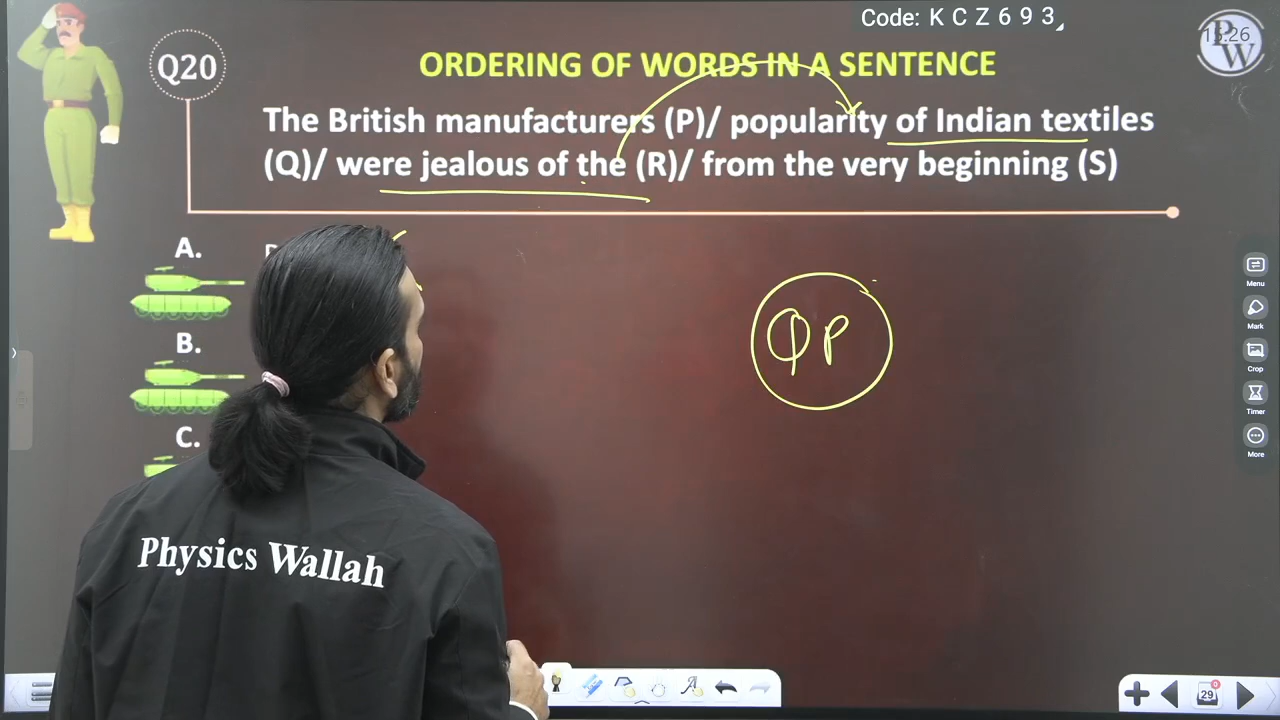 Code: K C Z 6 9 3
Q20
ORDERING OF WORDS IN A SENTENCE
The British manufacturers (P)/ popularity of Indian textiles
(Q)/ were jealous of the (R)/ from the very beginning (S)
A.
B.
C.
QP
Physics Wallah
PW
Menu
Mark
Crop
Timer
More
29